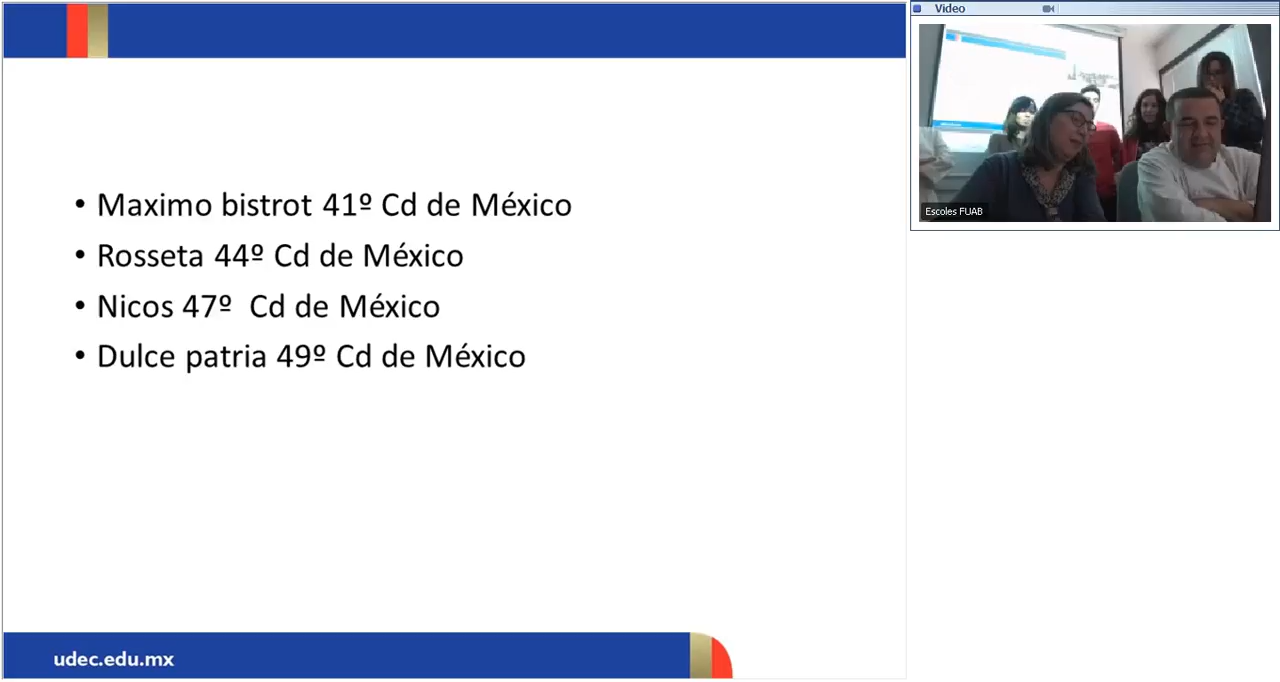 Video
• Maximo bistrot 41º Cd de México
• Rosseta 44º Cd de México
• Nicos 47º  Cd de México
• Dulce patria 49º Cd de México
Escoles FUAB
udec.edu.mx